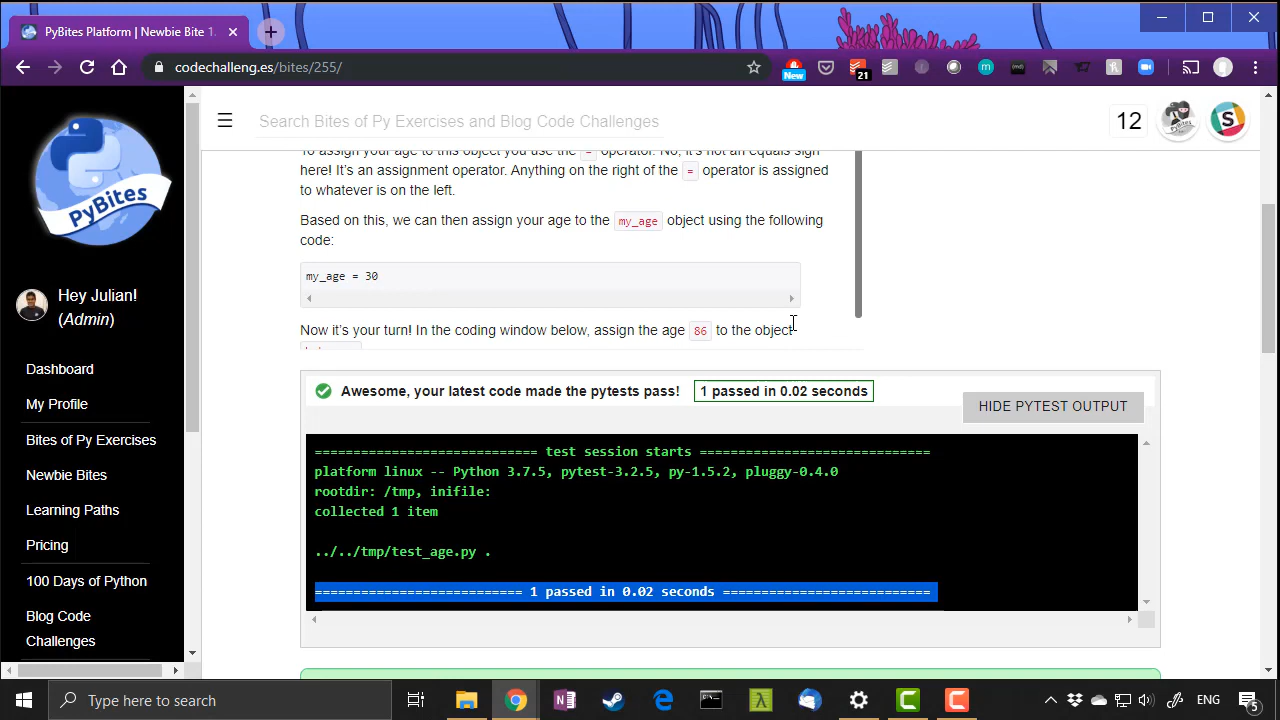 PyBites Platform | Newbie Bite 1.
codechalleng.es/bites/255/
New
21
Search Bites of Py Exercises and Blog Code Challenges
12
PyBites
S
PyBites
Hey Julian!
(Admin)
Dashboard
My Profile
Bites of Py Exercises
Newbie Bites
Learning Paths
Pricing
100 Days of Python
Blog Code
Challenges
To assign your age to this object you use the = operator. No, it's not an equals sign
here! It's an assignment operator. Anything on the right of the = operator is assigned
to whatever is on the left.
Based on this, we can then assign your age to the my_age object using the following
code:
my_age = 30
Now it's your turn! In the coding window below, assign the age 86 to the object
Awesome, your latest code made the pytests pass! 1 passed in 0.02 seconds
HIDE PYTEST OUTPUT
=========================== test session starts ============================
platform linux -- Python 3.7.5, pytest-3.2.5, py-1.5.2, pluggy-0.4.0
rootdir: /tmp, inifile:
collected 1 item
../../tmp/test_age.py .
=========================== 1 passed in 0.02 seconds ===========================
Type here to search
ENG
5